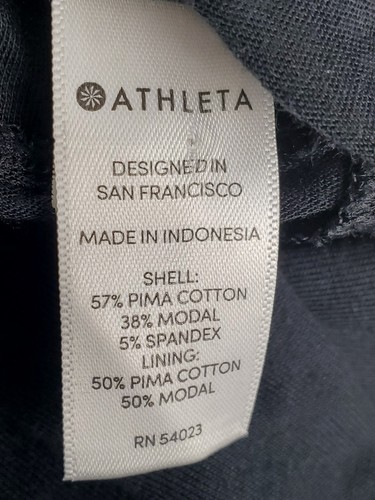 ATHLETA
DESIGNED IN
SAN FRANCISCO
MADE IN INDONESIA
SHELL:
57% PIMA COTTON
38% MODAL
5% SPANDEX
LINING:
50% PIMA COTTON
50% MODAL
RN 54023